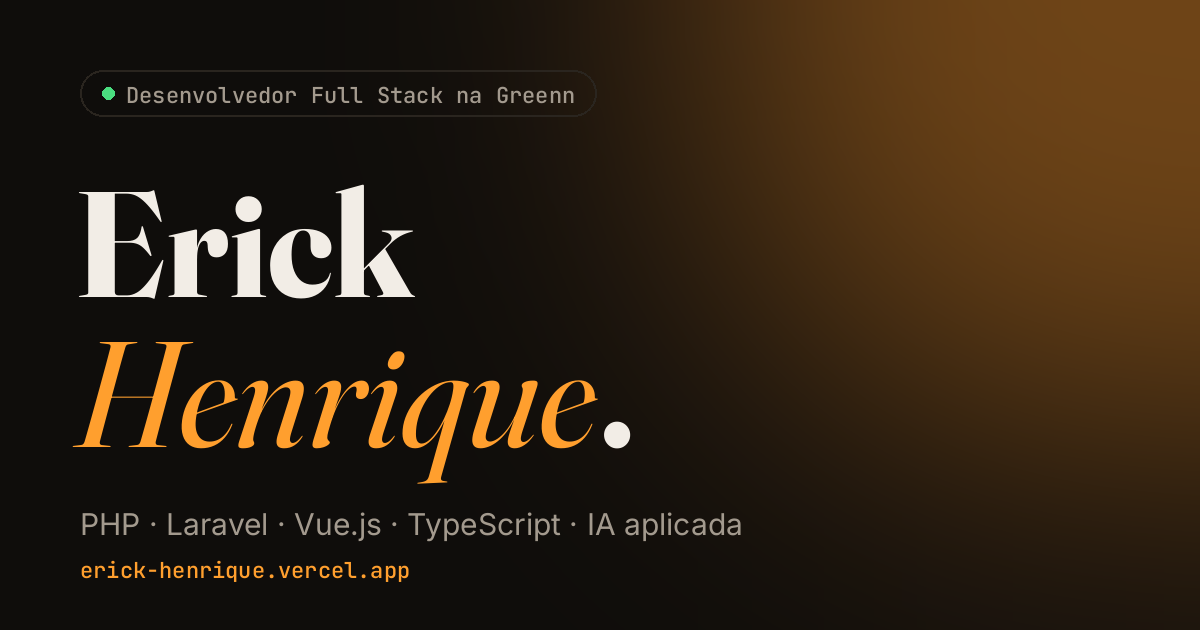 Desenvolvedor Full Stack na Greenn
Erick
Henrique.
PHP · Laravel · Vue.js · TypeScript · IA aplicada
erick-henrique.vercel.app